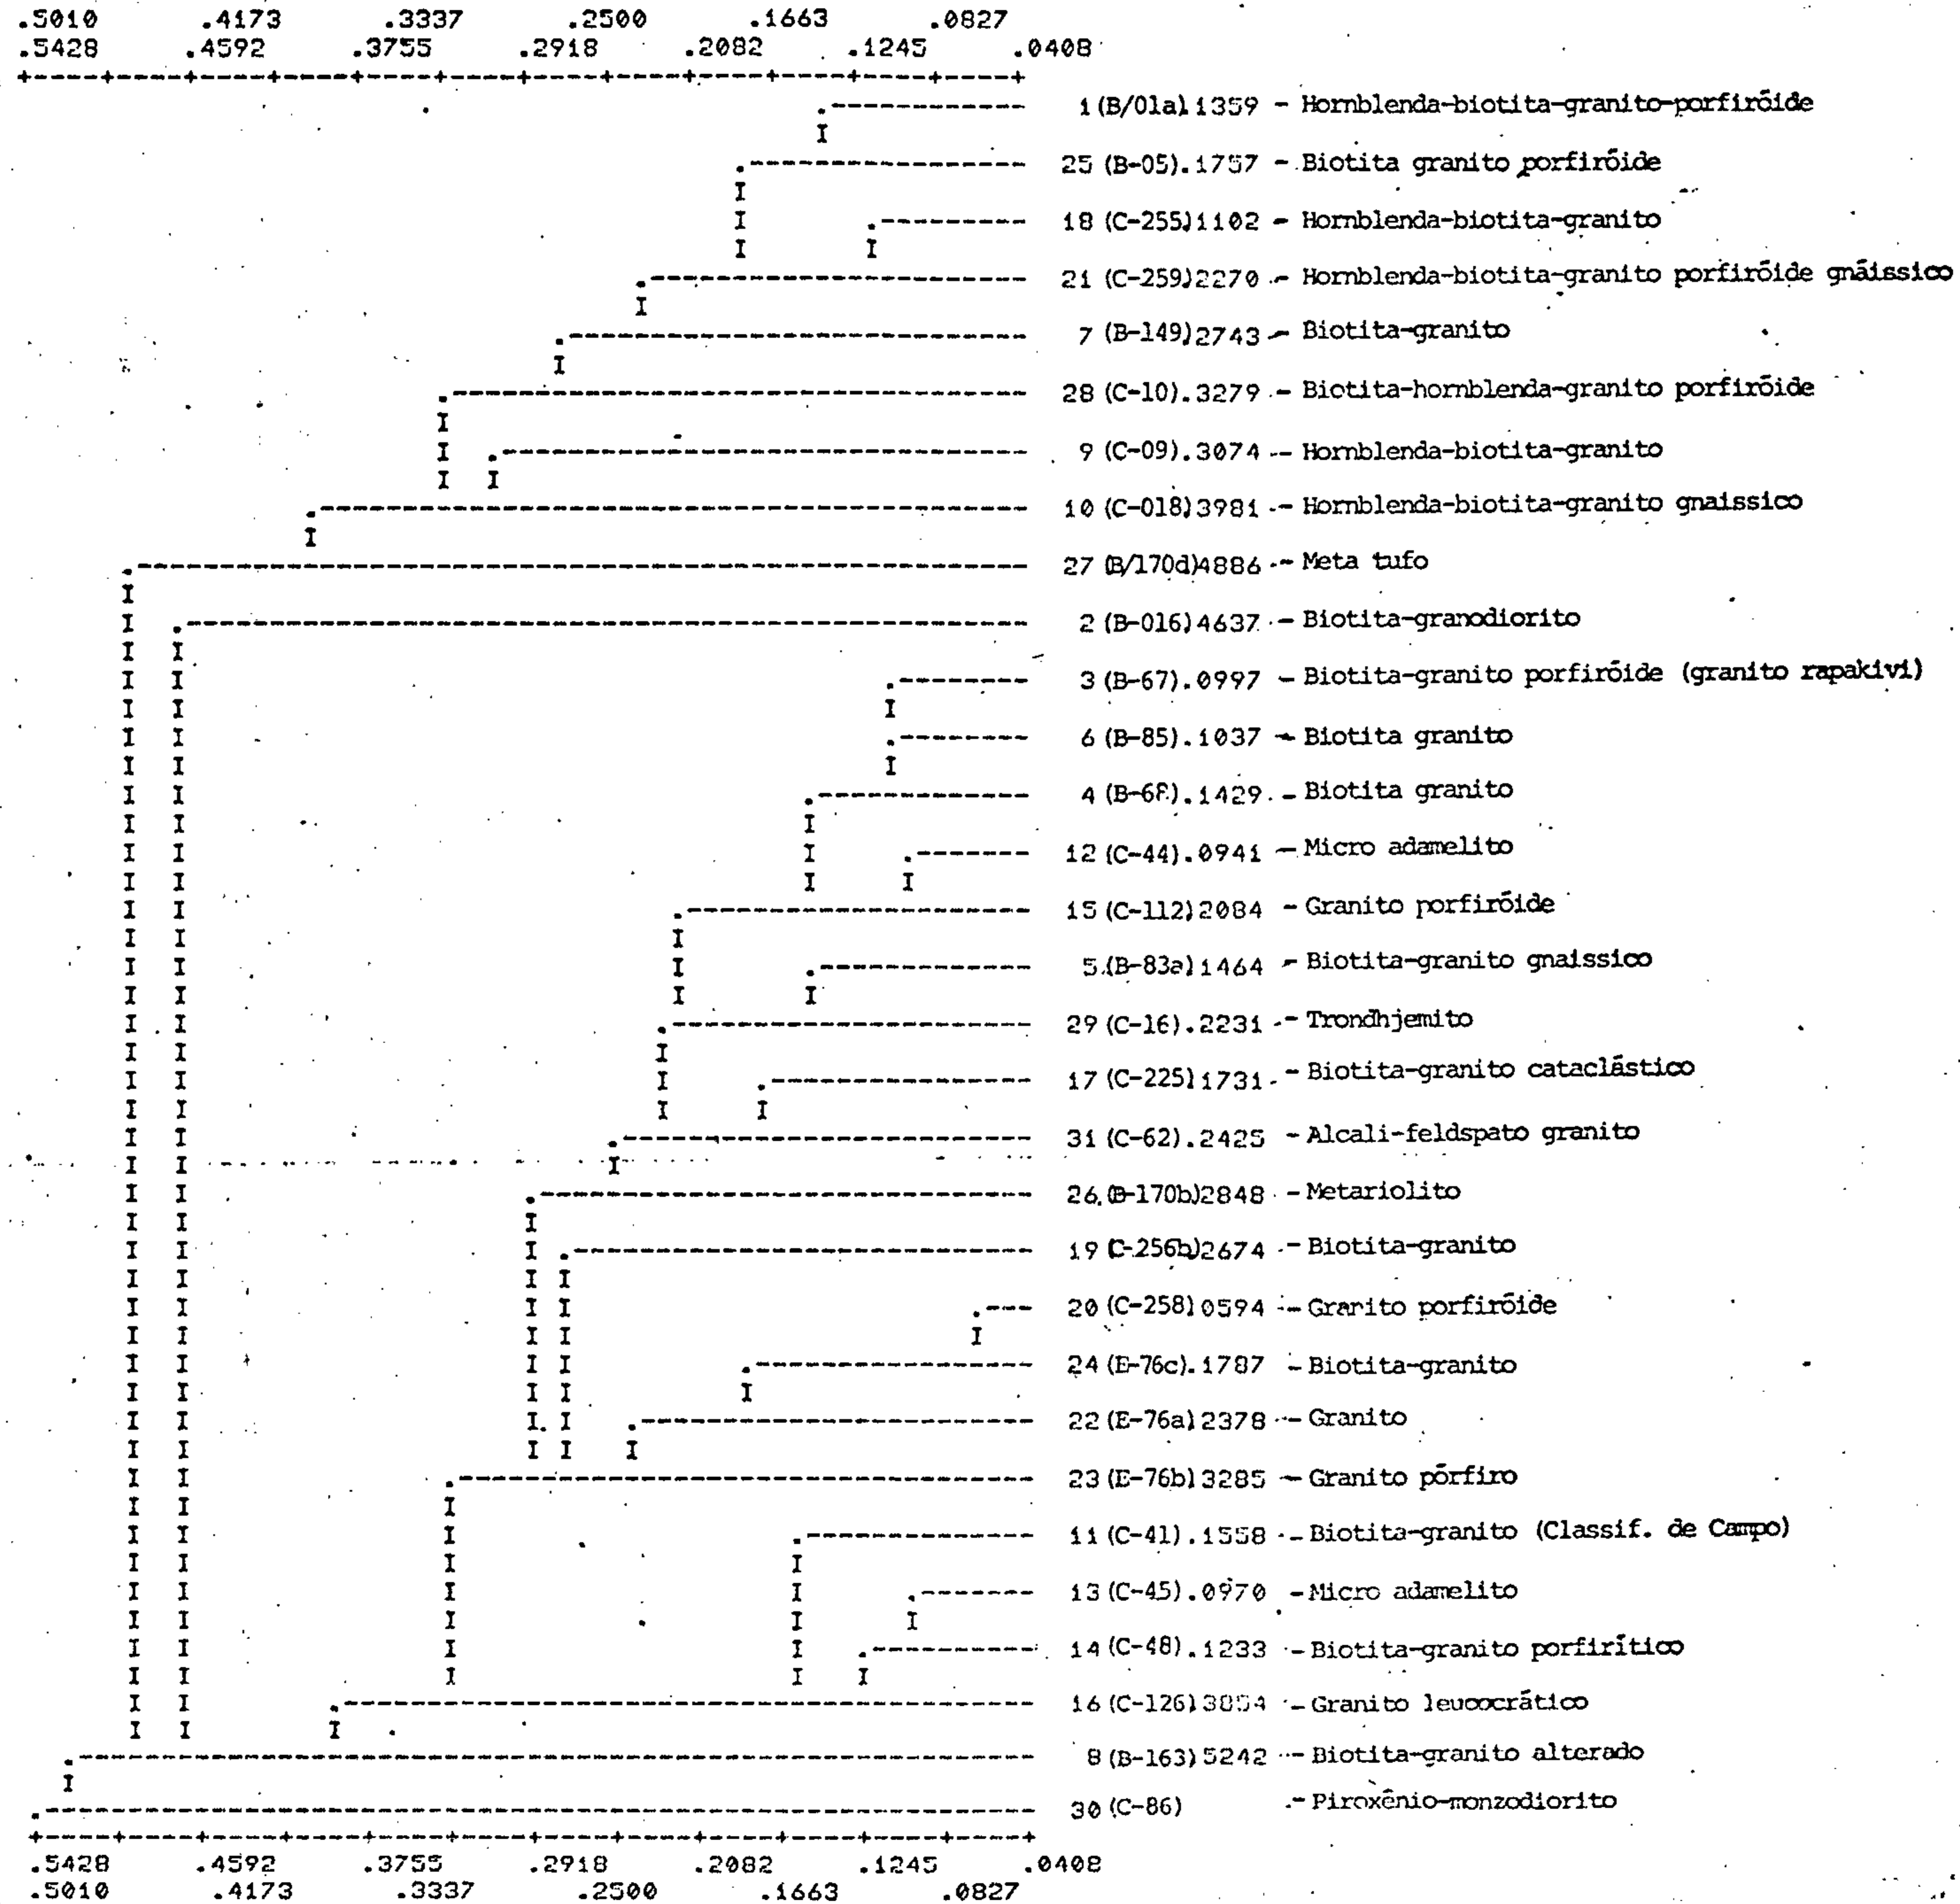 .5010 .4173 .3337 .2500 .1663 .0827
.5428 .4592 .3755 .2918 .2082 .1245 .0408
1 (B/01a).1359 - Hornblenda-biotita-granito-porfiróide
25 (B-05).1757 - Biotita granito porfiróide
18 (C-255)1102 - Hornblenda-biotita-granito
21 (C-259)2270 - Hornblenda-biotita-granito porfiróide gnáissico
7 (B-149)2743 - Biotita-granito
28 (C-10).3279 - Biotita-hornblenda-granito porfiróide
9 (C-09).3074 - Hornblenda-biotita-granito
10 (C-018)3981 - Hornblenda-biotita-granito gnaissico
27 (B/170d)4886 - Meta tufo
2 (B-016)4637 - Biotita-granodiorito
3 (B-67).0997 - Biotita-granito porfiróide (granito rapakivi)
6 (B-85).1037 - Biotita granito
4 (B-68).1429 - Biotita granito
12 (C-44).0941 - Micro adamelito
15 (C-112)2084 - Granito porfiróide
5 (B-83a)1464 - Biotita-granito gnaissico
29 (C-16).2231 - Trondhjemito
17 (C-225)1731 - Biotita-granito cataclástico
31 (C-62).2425 - Alcali-feldspato granito
26 (B-170b)2848 - Metariolito
19 (C-256b)2674 - Biotita-granito
20 (C-258)0594 - Granito porfiróide
24 (E-76c).1787 - Biotita-granito
22 (E-76a)2378 - Granito
23 (E-76b)3285 - Granito pórfiro
11 (C-41).1558 - Biotita-granito (Classif. de Campo)
13 (C-45).0970 - Micro adamelito
14 (C-48).1233 - Biotita-granito porfirítico
16 (C-126)3854 - Granito leucocrático
8 (B-163)5242 - Biotita-granito alterado
30 (C-86) - Piroxênio-monzodiorito
.5428 .4592 .3755 .2918 .2082 .1245 .0408
.5010 .4173 .3337 .2500 .1663 .0827